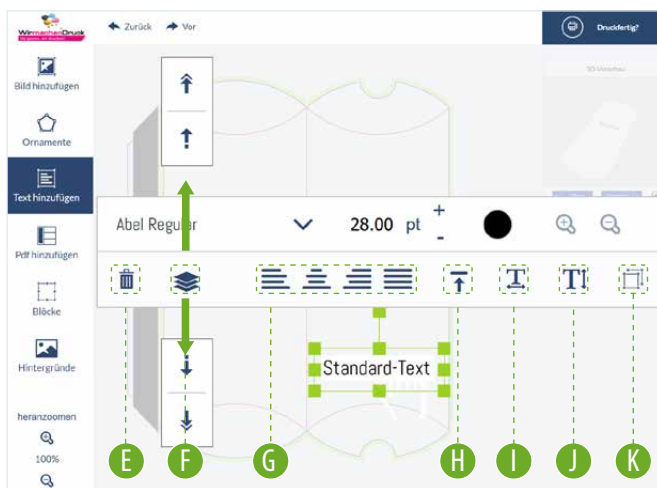 WirmachenDruck
Zurück
Vor
Druckfertig?
Bild hinzufügen
Ornamente
Text hinzufügen
Abel Regular
28.00 pt
+
-
Pdf hinzufügen
Blöcke
Standard-Text
Hintergründe
heranzoomen
100%
E
F
G
H
I
J
K